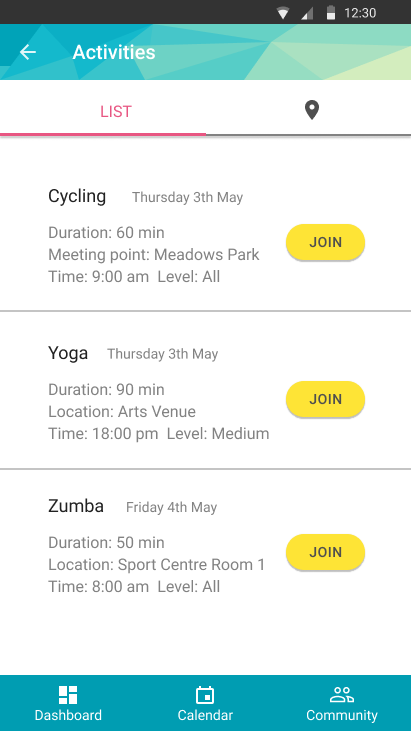 12:30
Activities
LIST
Cycling Thursday 3th May
Duration: 60 min
Meeting point: Meadows Park
Time: 9:00 am Level: All
JOIN
Yoga Thursday 3th May
Duration: 90 min
Location: Arts Venue
Time: 18:00 pm Level: Medium
JOIN
Zumba Friday 4th May
Duration: 50 min
Location: Sport Centre Room 1
Time: 8:00 am Level: All
JOIN
Dashboard Calendar Community